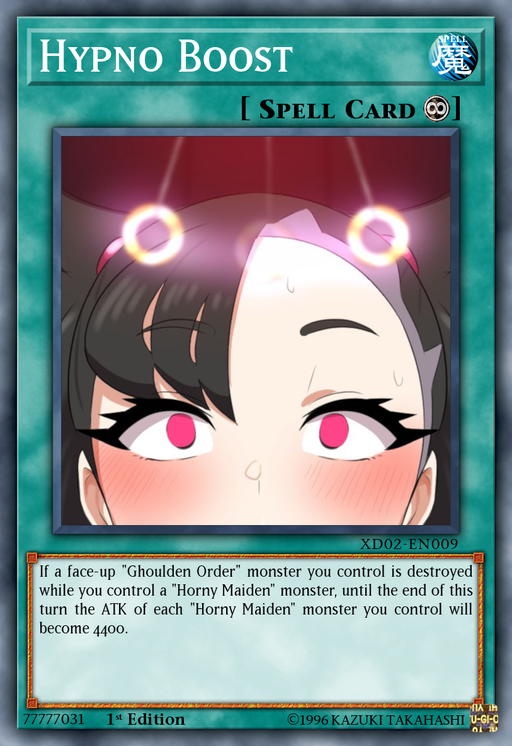 Hypno Boost
SPELL
魔
[ Spell Card ]
XD02-EN009
If a face-up "Ghoulden Order" monster you control is destroyed
while you control a "Horny Maiden" monster, until the end of this
turn the ATK of each "Horny Maiden" monster you control will
become 4400.
77777031 1st Edition ©1996 KAZUKI TAKAHASHI